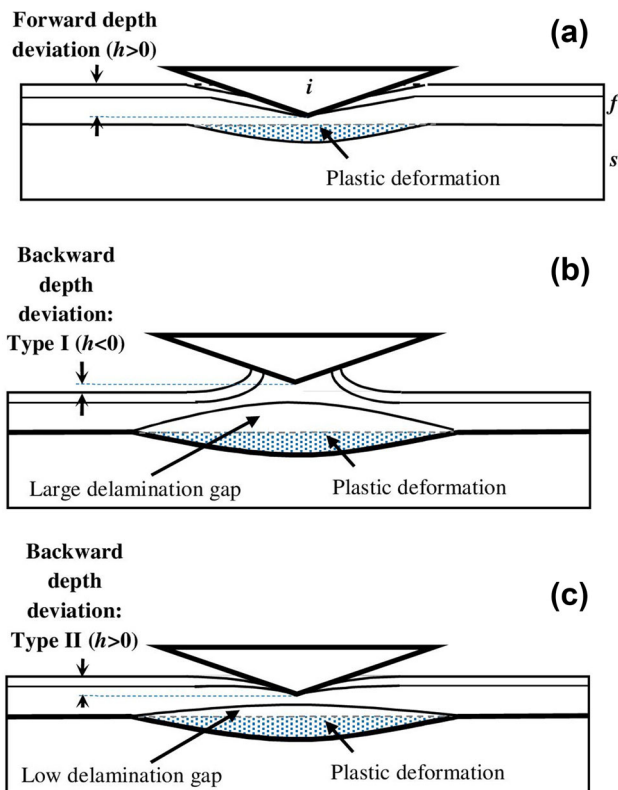 Forward depth
deviation (h>0)
(a)
i
f
s
Plastic deformation
Backward
depth
deviation:
Type I (h<0)
(b)
Large delamination gap
Plastic deformation
Backward
depth
deviation:
Type II (h>0)
(c)
Low delamination gap
Plastic deformation